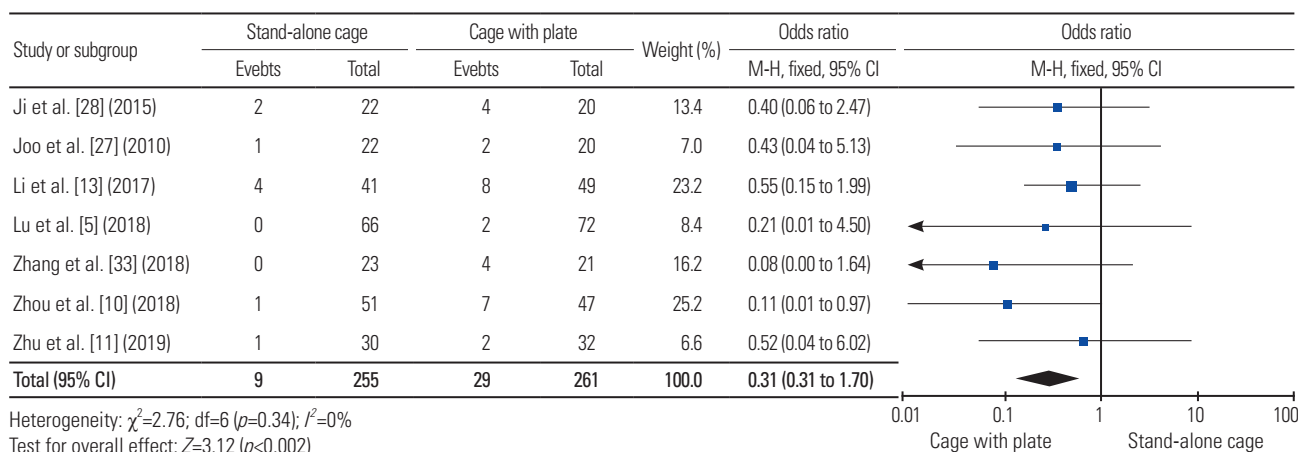 Study or subgroup Stand-alone cage Cage with plate Weight (%) Odds ratio Odds ratio
Evebts Total Evebts Total M-H, fixed, 95% CI M-H, fixed, 95% CI
Ji et al. [28] (2015) 2 22 4 20 13.4 0.40 (0.06 to 2.47)
Joo et al. [27] (2010) 1 22 2 20 7.0 0.43 (0.04 to 5.13)
Li et al. [13] (2017) 4 41 8 49 23.2 0.55 (0.15 to 1.99)
Lu et al. [5] (2018) 0 66 2 72 8.4 0.21 (0.01 to 4.50)
Zhang et al. [33] (2018) 0 23 4 21 16.2 0.08 (0.00 to 1.64)
Zhou et al. [10] (2018) 1 51 7 47 25.2 0.11 (0.01 to 0.97)
Zhu et al. [11] (2019) 1 30 2 32 6.6 0.52 (0.04 to 6.02)
Total (95% CI) 9 255 29 261 100.0 0.31 (0.31 to 1.70)
Heterogeneity: χ²=2.76; df=6 (p=0.34); I²=0%
Test for overall effect: Z=3.12 (p<0.002)
0.01 0.1 1 10 100
Cage with plate Stand-alone cage